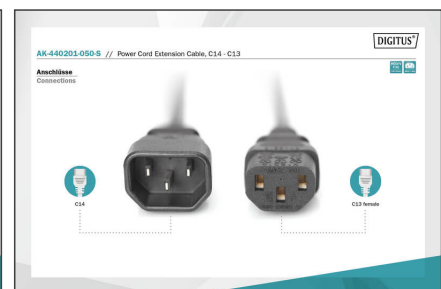 DIGITUS®
AK-440201-050-S // Power Cord Extension Cable, C14 - C13
Anschlüsse
Connections
C14
C13 female